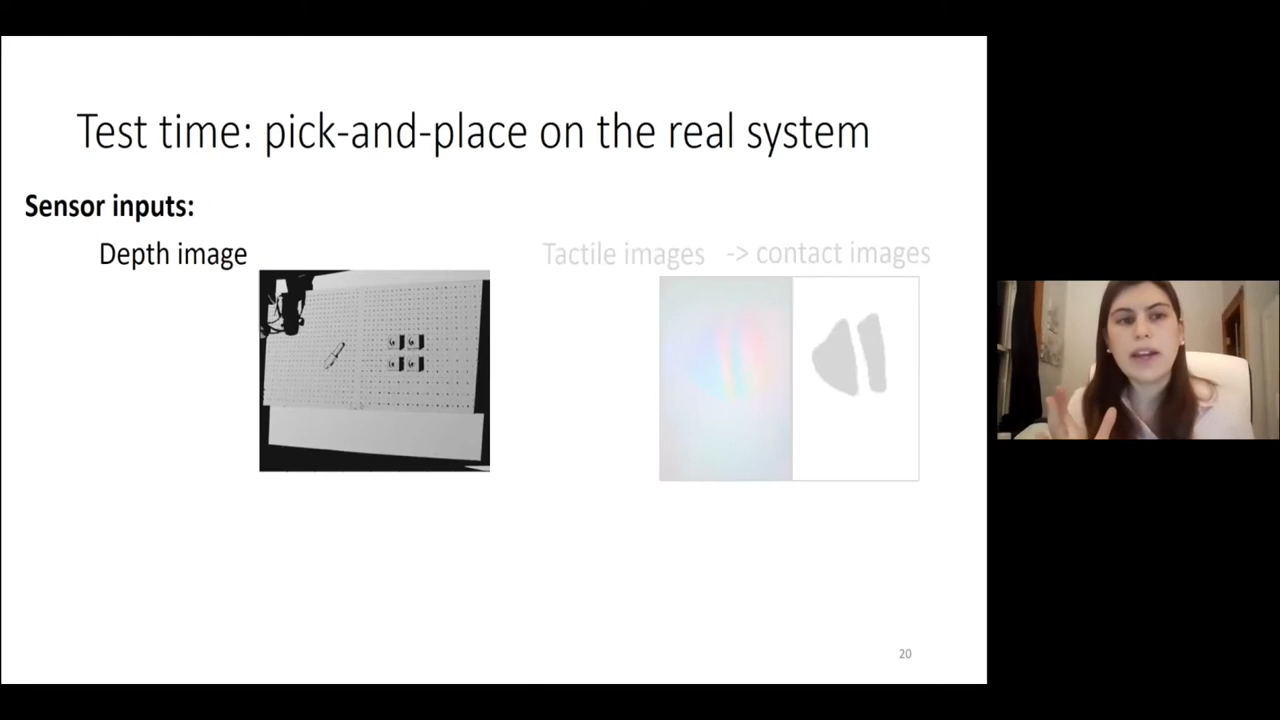 Test time: pick-and-place on the real system
Sensor inputs:
Depth image
Tactile images -> contact images
20